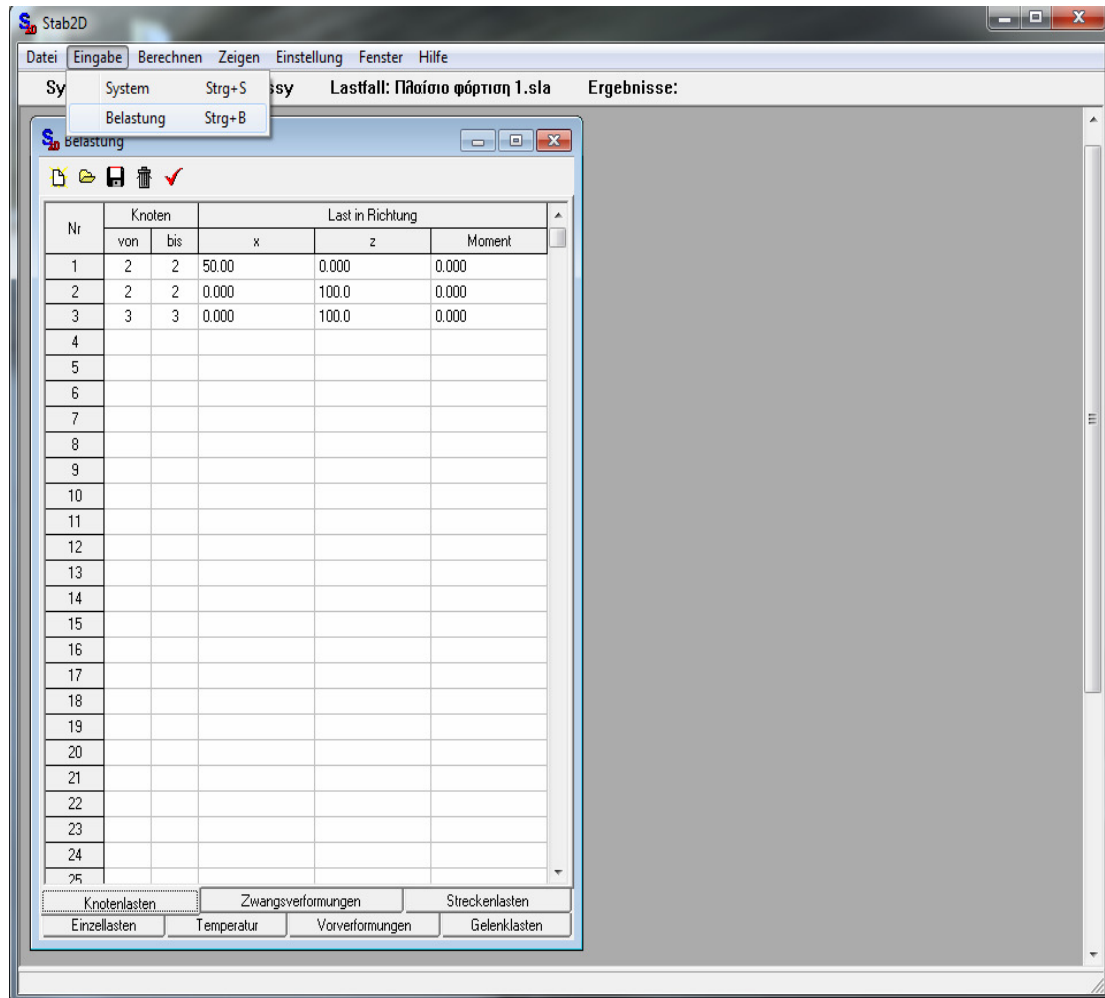 Stab2D
Datei Eingabe Berechnen Zeigen Einstellung Fenster Hilfe
Sy ssy Lastfall: Πλαίσιο φόρτιση 1.sla Ergebnisse:
System Strg+S
Belastung Strg+B
Belastung
Nr Knoten Last in Richtung
von bis x z Moment
1 2 2 50.00 0.000 0.000
2 2 2 0.000 100.0 0.000
3 3 3 0.000 100.0 0.000
4
5
6
7
8
9
10
11
12
13
14
15
16
17
18
19
20
21
22
23
24
25
Knotenlasten Zwangsverformungen Streckenlasten
Einzellasten Temperatur Vorverformungen Gelenklasten